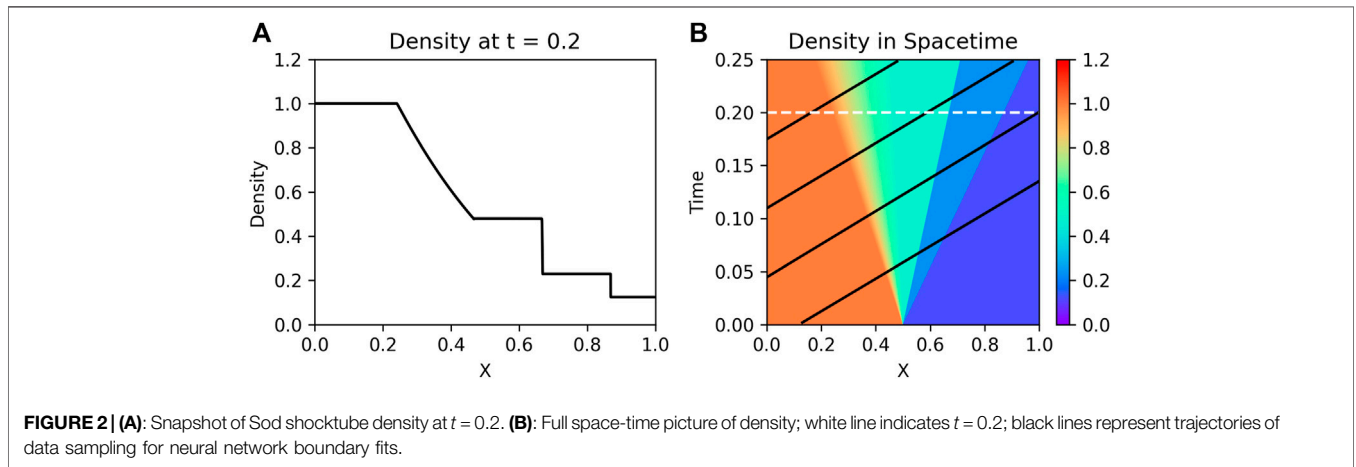 A
Density at t = 0.2
1.2
1.0
0.8
0.6
0.4
0.2
0.0
Density
0.0 0.2 0.4 0.6 0.8 1.0
X
B
Density in Spacetime
0.25
0.20
0.15
0.10
0.05
0.00
Time
0.0 0.2 0.4 0.6 0.8 1.0
X
1.2
1.0
0.8
0.6
0.4
0.2
0.0
FIGURE 2 | (A): Snapshot of Sod shocktube density at t = 0.2. (B): Full space-time picture of density; white line indicates t = 0.2; black lines represent trajectories of
data sampling for neural network boundary fits.